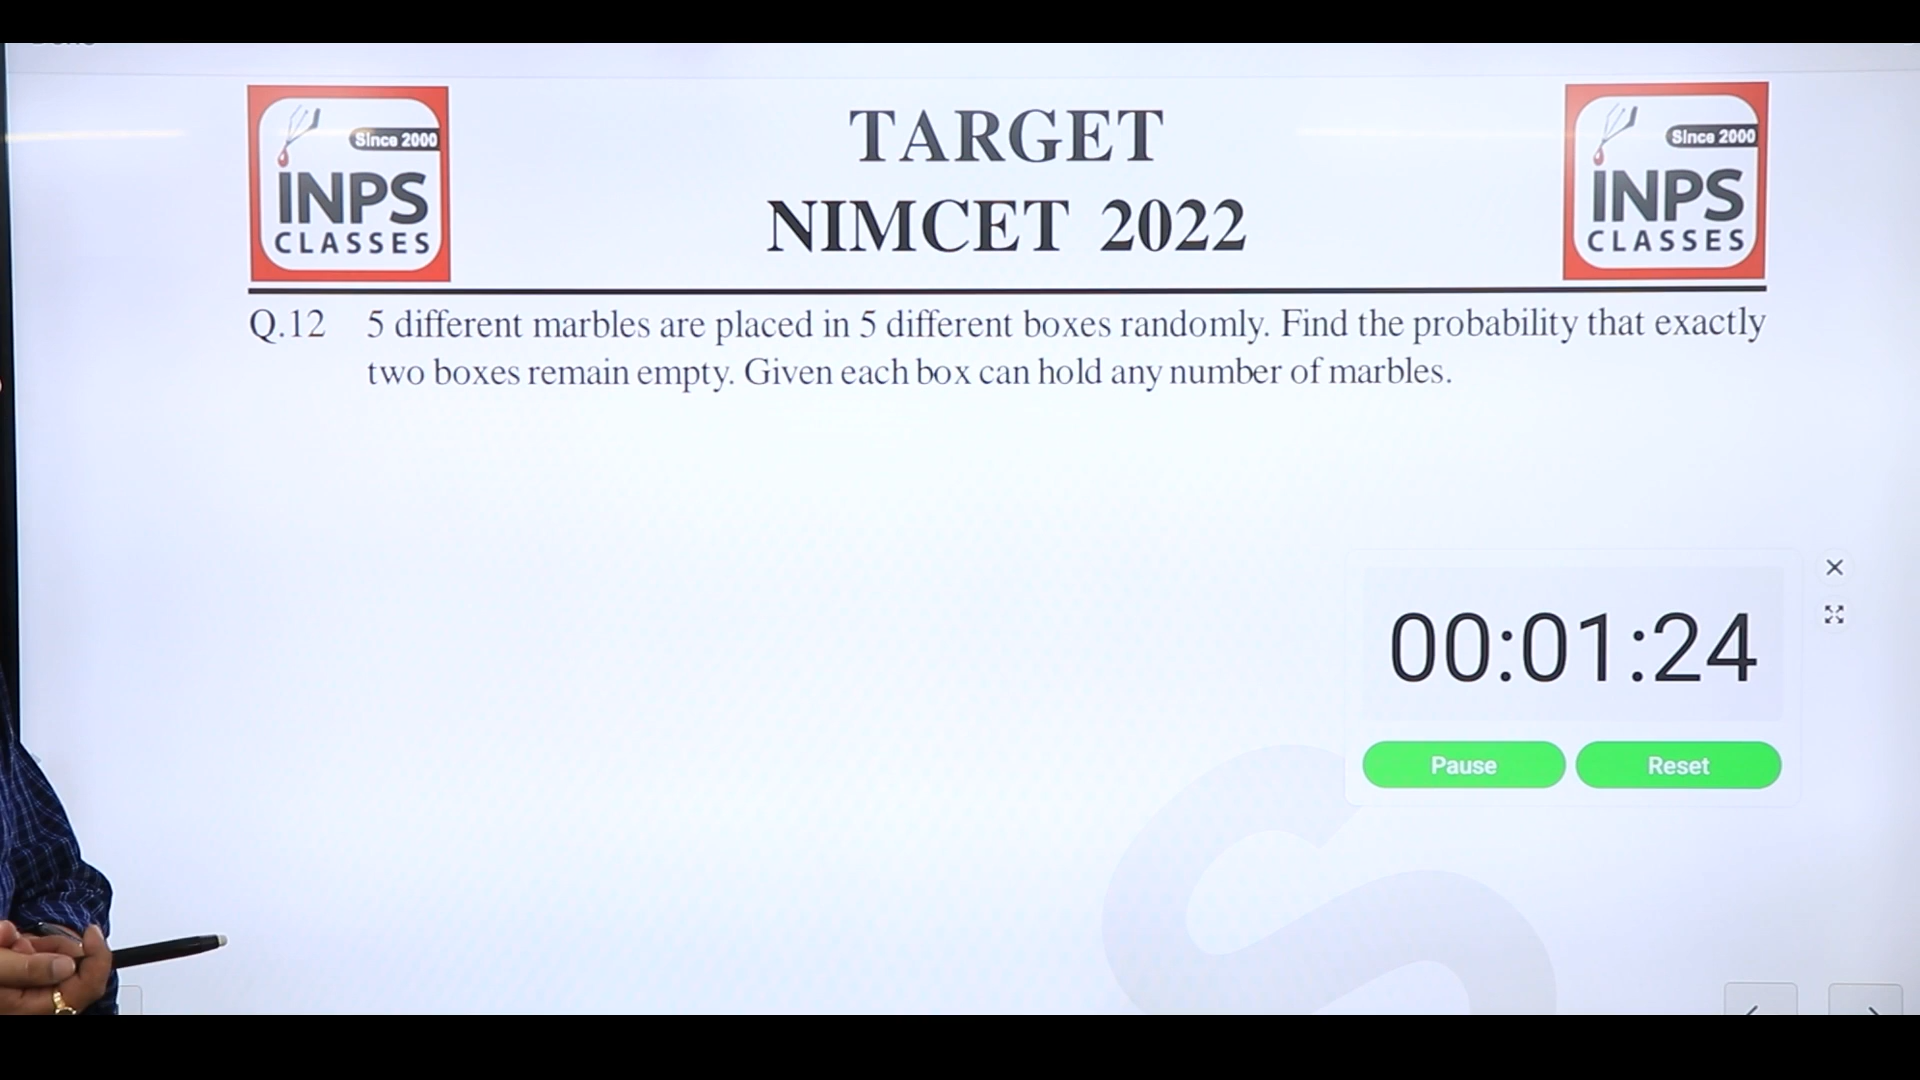 Since 2000
INPS
CLASSES
TARGET
NIMCET 2022
Since 2000
INPS
CLASSES
Q.12 5 different marbles are placed in 5 different boxes randomly. Find the probability that exactly
two boxes remain empty. Given each box can hold any number of marbles.
00:01:24
Pause
Reset